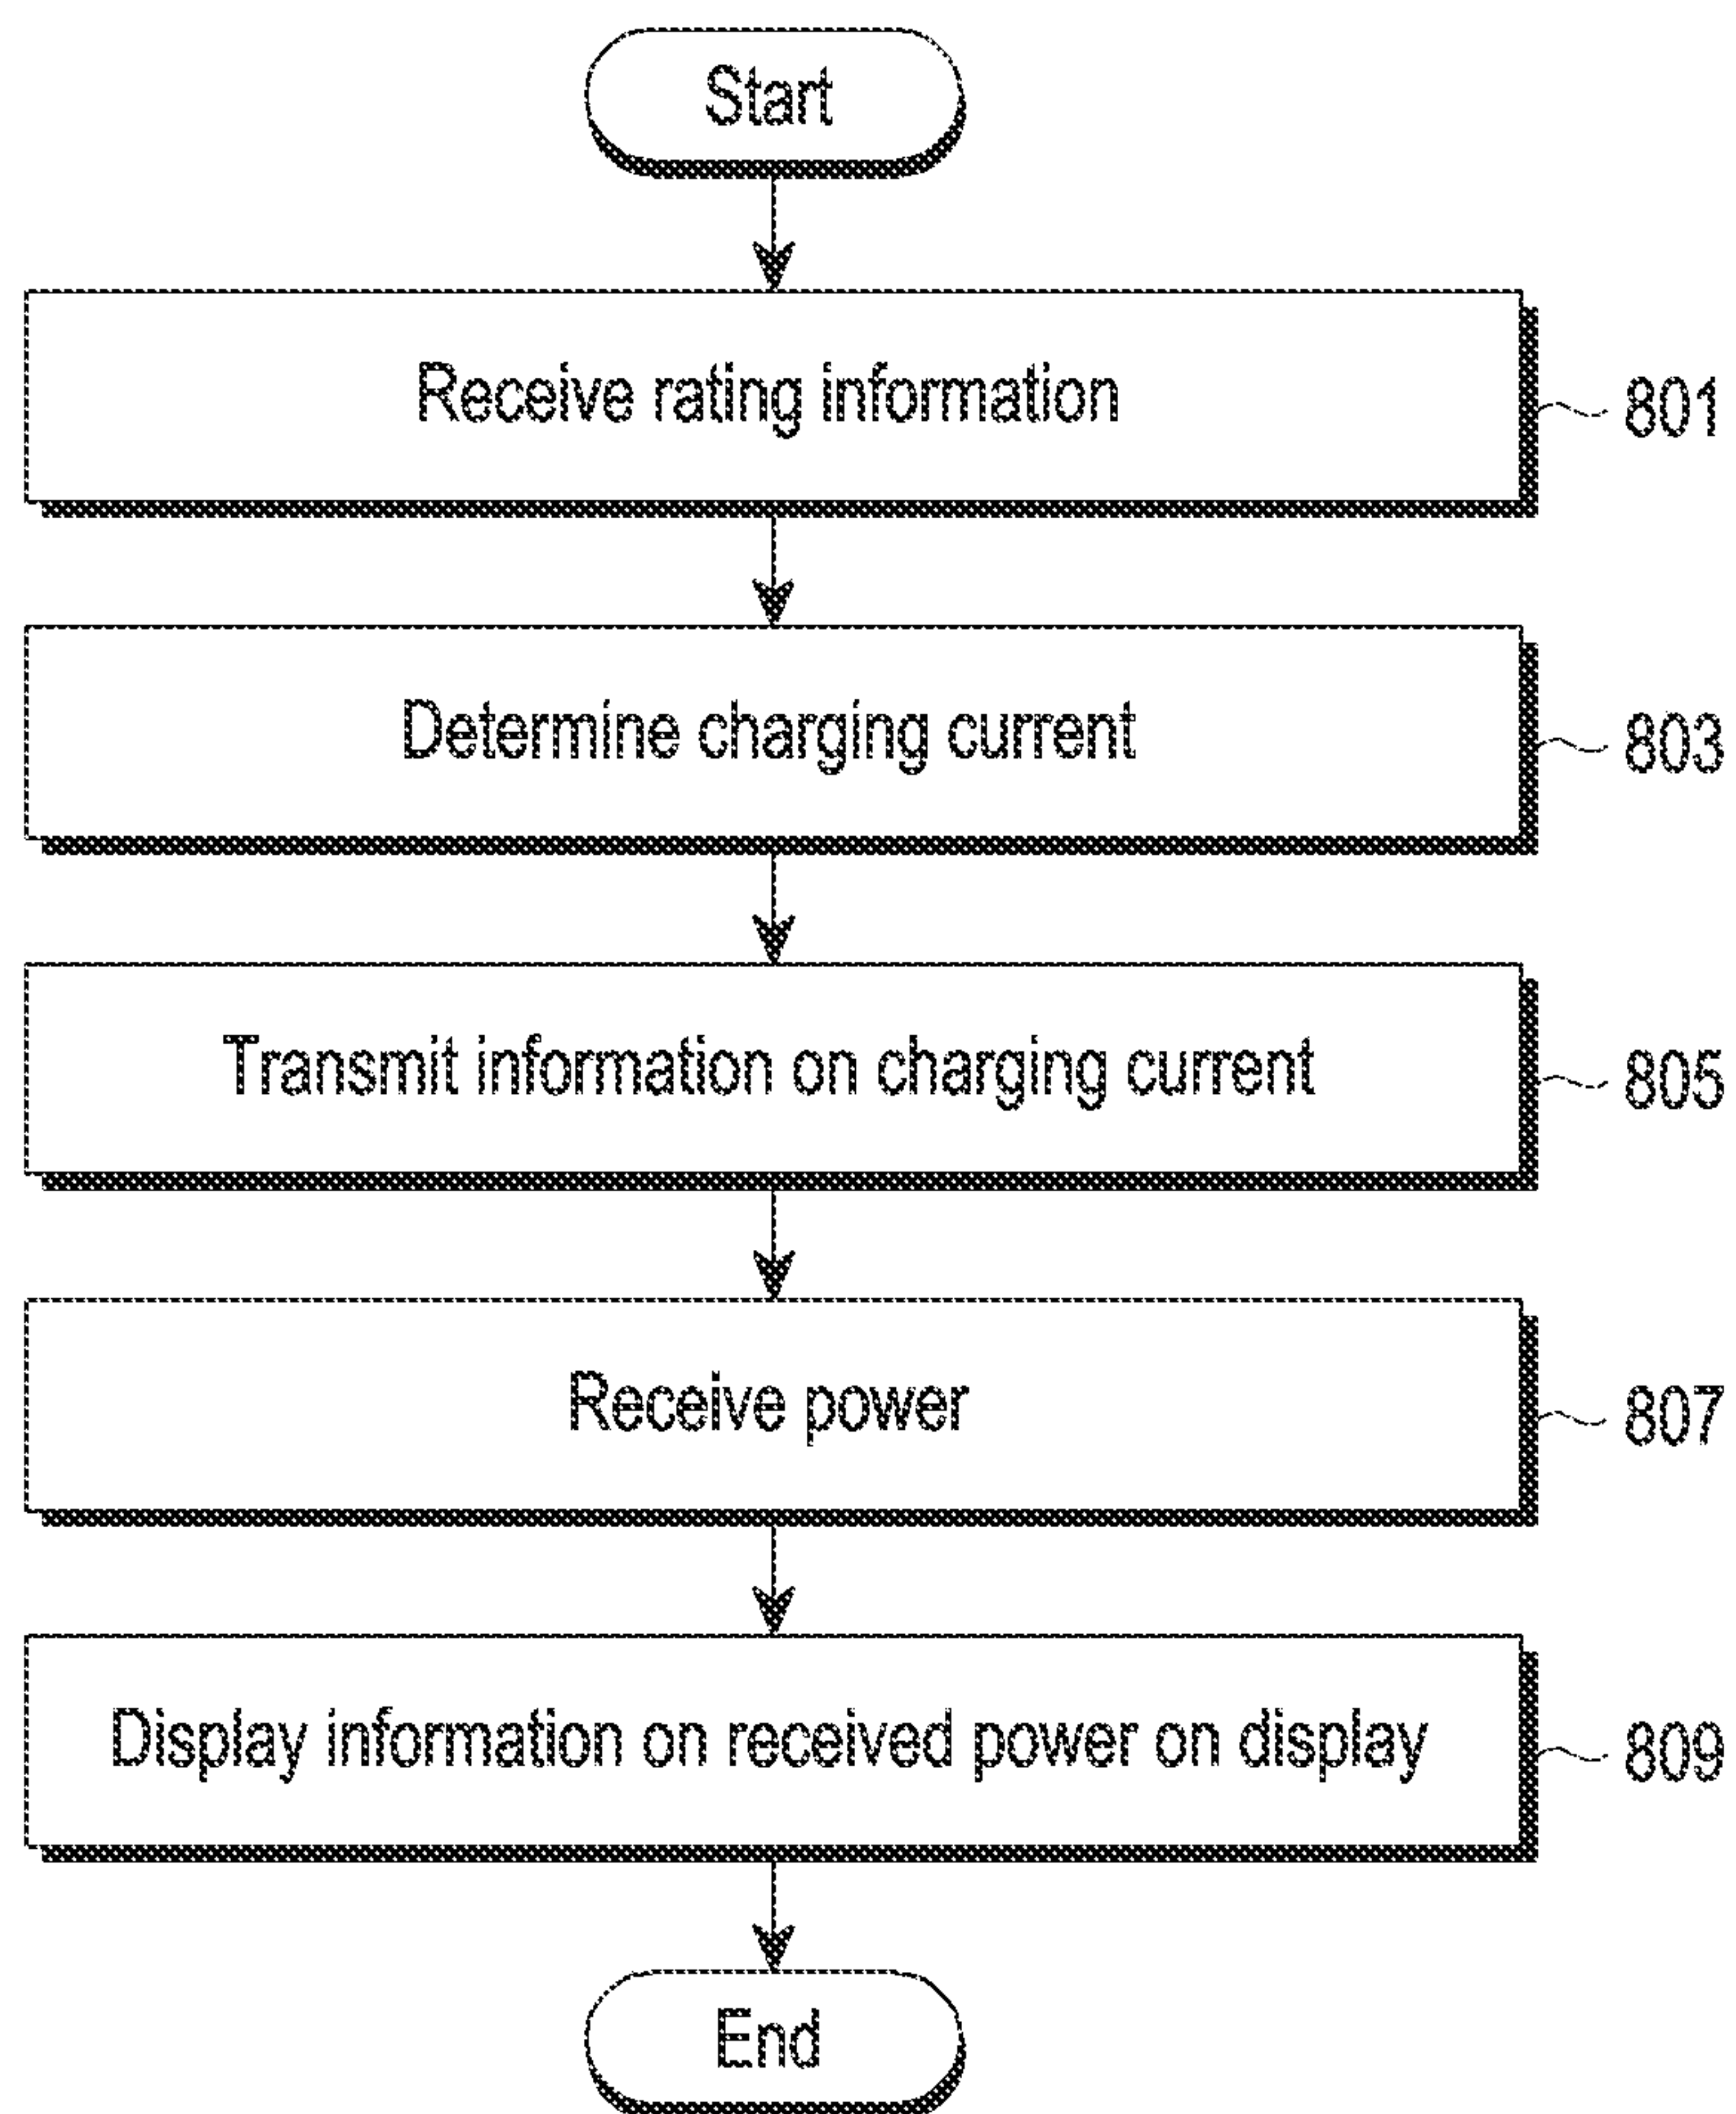 Start
Receive rating information
801
Determine charging current
803
Transmit information on charging current
805
Receive power
807
Display information on received power on display
809
End